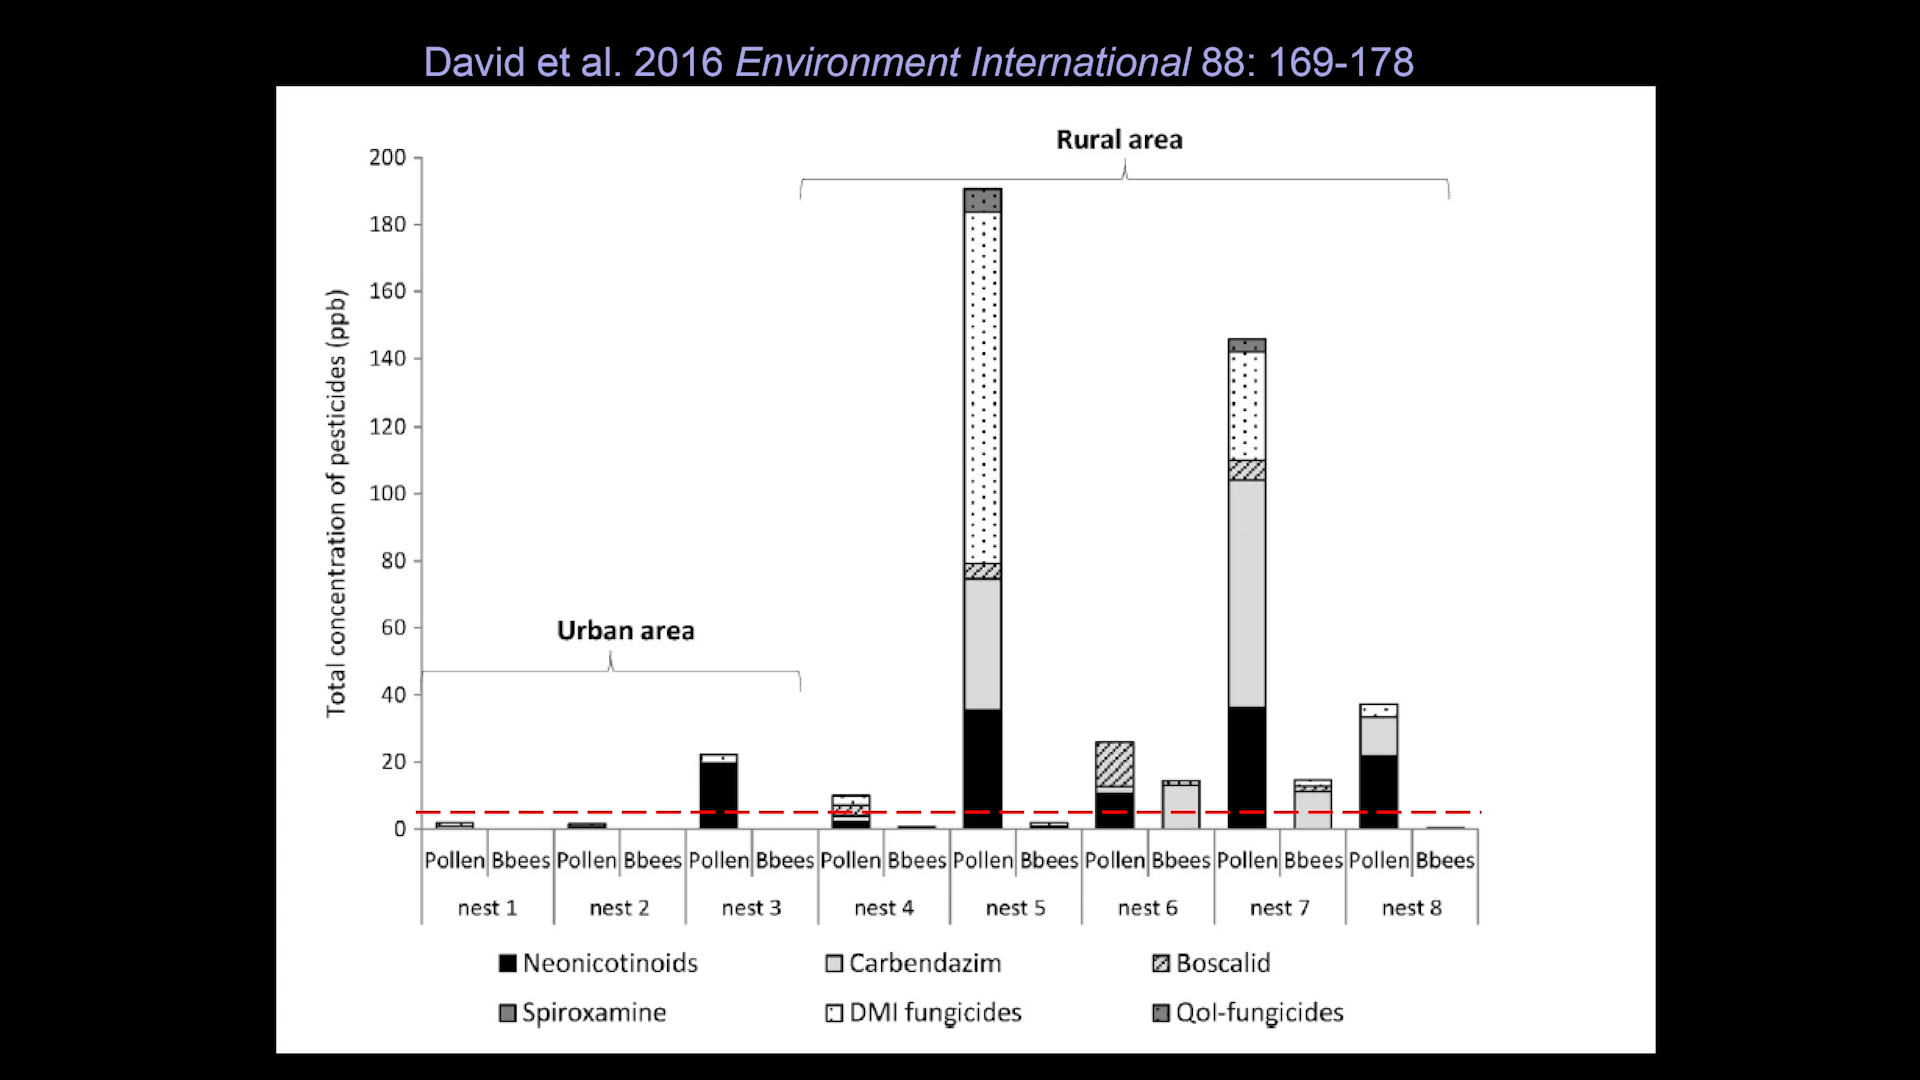 David et al. 2016 Environment International 88: 169-178
Rural area
Urban area
Total concentration of pesticides (ppb)
200
180
160
140
120
100
80
60
40
20
0
Pollen Bbees Pollen Bbees Pollen Bbees Pollen Bbees Pollen Bbees Pollen Bbees Pollen Bbees Pollen Bbees
nest 1 nest 2 nest 3 nest 4 nest 5 nest 6 nest 7 nest 8
Neonicotinoids Carbendazim Boscalid
Spiroxamine DMI fungicides QoI-fungicides